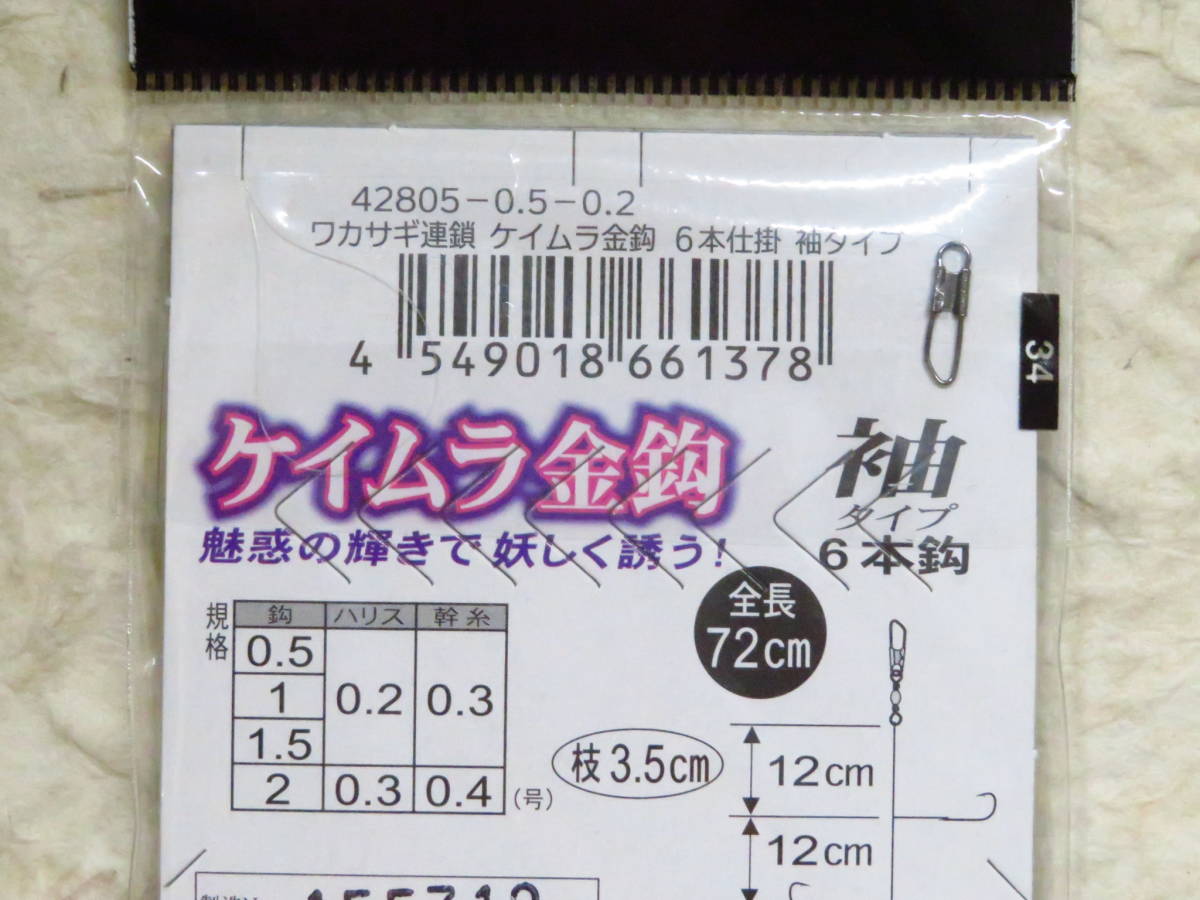 42805-0.5-0.2
ワカサギ連鎖 ケイムラ金鈎 6本仕掛 袖タイプ
4 549018 661378
34
ケイムラ金鈎
魅惑の輝きで妖しく誘う!
袖
タイプ
6本鈎
全長
72cm
規格
鈎 ハリス 幹糸
0.5
1 0.2 0.3
1.5
2 0.3 0.4 (号)
枝3.5cm
12cm
12cm